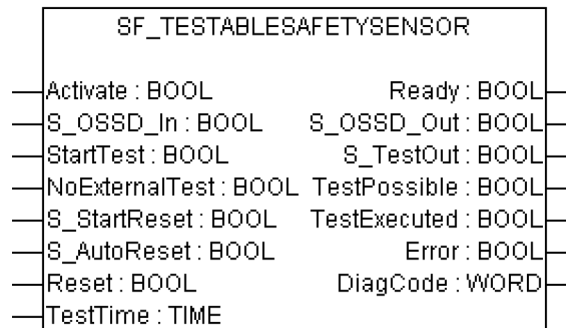 SF_TESTABLESAFETYSENSOR
Activate : BOOL Ready : BOOL
S_OSSD_In : BOOL S_OSSD_Out : BOOL
StartTest : BOOL S_TestOut : BOOL
NoExternalTest : BOOL TestPossible : BOOL
S_StartReset : BOOL TestExecuted : BOOL
S_AutoReset : BOOL Error : BOOL
Reset : BOOL DiagCode : WORD
TestTime : TIME